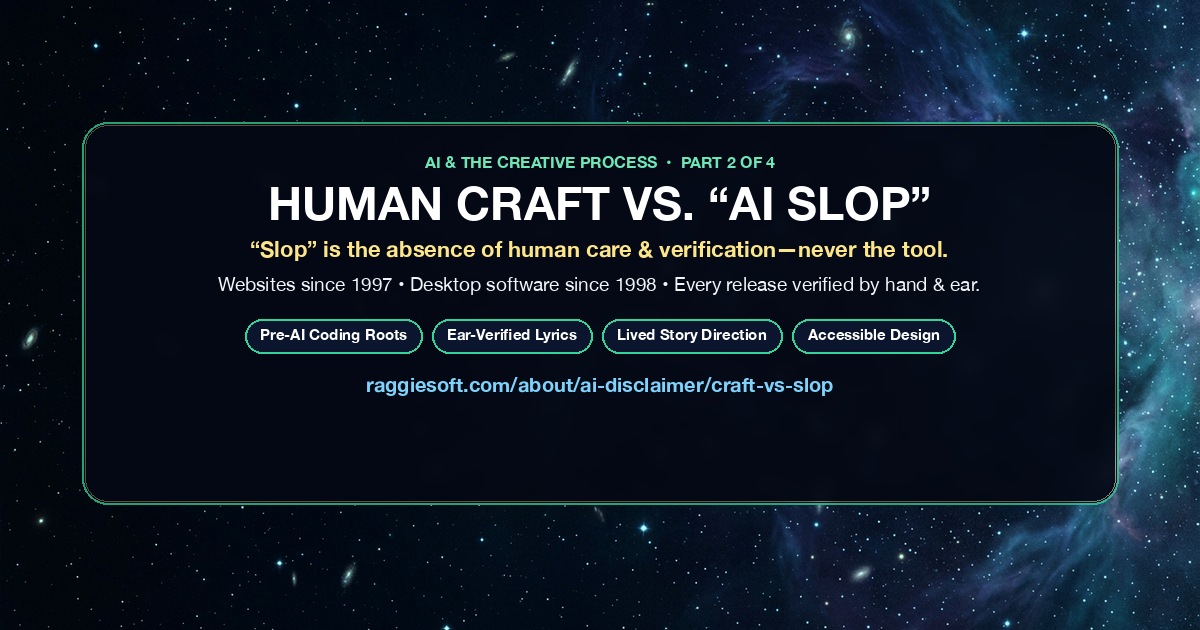 AI & THE CREATIVE PROCESS • PART 2 OF 4
HUMAN CRAFT VS. “AI SLOP”
“Slop” is the absence of human care & verification—never the tool.
Websites since 1997 • Desktop software since 1998 • Every release verified by hand & ear.
Pre-AI Coding Roots Ear-Verified Lyrics Lived Story Direction Accessible Design
raggiesoft.com/about/ai-disclaimer/craft-vs-slop